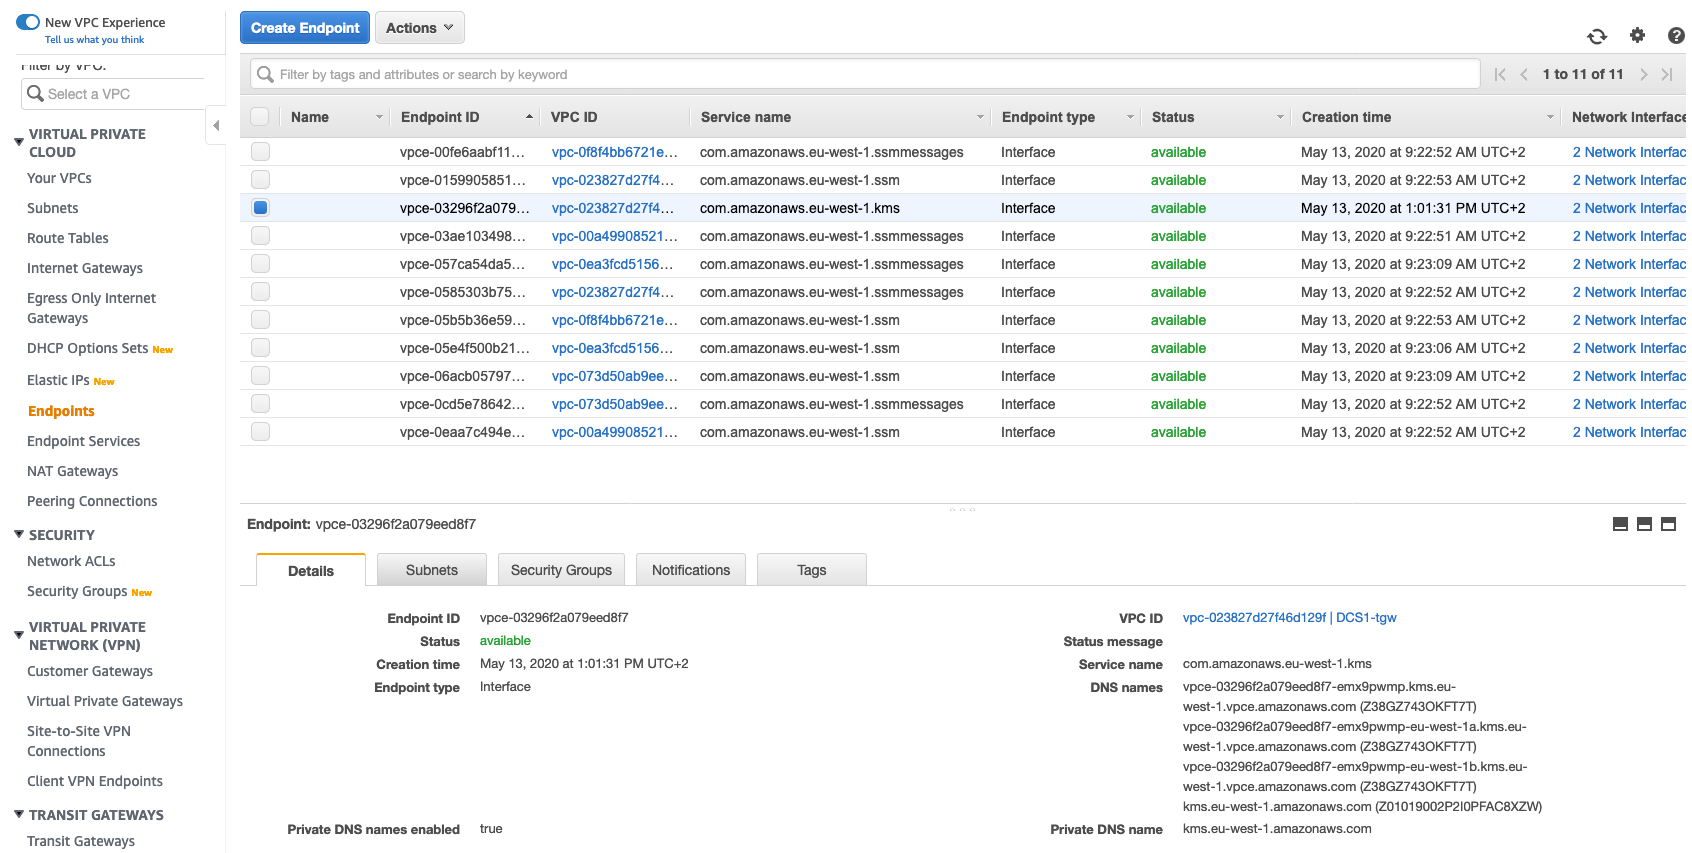 New VPC Experience
Tell us what you think
Filter by VPC:
Select a VPC
VIRTUAL PRIVATE
CLOUD
Your VPCs
Subnets
Route Tables
Internet Gateways
Egress Only Internet
Gateways
DHCP Options Sets New
Elastic IPs New
Endpoints
Endpoint Services
NAT Gateways
Peering Connections
SECURITY
Network ACLs
Security Groups New
VIRTUAL PRIVATE
NETWORK (VPN)
Customer Gateways
Virtual Private Gateways
Site-to-Site VPN
Connections
Client VPN Endpoints
TRANSIT GATEWAYS
Transit Gateways
Create Endpoint Actions
Filter by tags and attributes or search by keyword
1 to 11 of 11
Name Endpoint ID VPC ID Service name Endpoint type Status Creation time Network Interface
vpce-00fe6aabf11... vpc-0f8f4bb6721e... com.amazonaws.eu-west-1.ssmmessages Interface available May 13, 2020 at 9:22:52 AM UTC+2 2 Network Interfac
vpce-0159905851... vpc-023827d27f4... com.amazonaws.eu-west-1.ssm Interface available May 13, 2020 at 9:22:53 AM UTC+2 2 Network Interfac
vpce-03296f2a079... vpc-023827d27f4... com.amazonaws.eu-west-1.kms Interface available May 13, 2020 at 1:01:31 PM UTC+2 2 Network Interfac
vpce-03ae103498... vpc-00a49908521... com.amazonaws.eu-west-1.ssmmessages Interface available May 13, 2020 at 9:22:51 AM UTC+2 2 Network Interfac
vpce-057ca54da5... vpc-0ea3fcd5156... com.amazonaws.eu-west-1.ssmmessages Interface available May 13, 2020 at 9:23:09 AM UTC+2 2 Network Interfac
vpce-0585303b75... vpc-023827d27f4... com.amazonaws.eu-west-1.ssmmessages Interface available May 13, 2020 at 9:22:52 AM UTC+2 2 Network Interfac
vpce-05b5b36e59... vpc-0f8f4bb6721e... com.amazonaws.eu-west-1.ssm Interface available May 13, 2020 at 9:22:53 AM UTC+2 2 Network Interfac
vpce-05e4f500b21... vpc-0ea3fcd5156... com.amazonaws.eu-west-1.ssm Interface available May 13, 2020 at 9:23:06 AM UTC+2 2 Network Interfac
vpce-06acb05797... vpc-073d50ab9ee... com.amazonaws.eu-west-1.ssm Interface available May 13, 2020 at 9:23:09 AM UTC+2 2 Network Interfac
vpce-0cd5e78642... vpc-073d50ab9ee... com.amazonaws.eu-west-1.ssmmessages Interface available May 13, 2020 at 9:22:52 AM UTC+2 2 Network Interfac
vpce-0eaa7c494e... vpc-00a49908521... com.amazonaws.eu-west-1.ssm Interface available May 13, 2020 at 9:22:52 AM UTC+2 2 Network Interfac
Endpoint: vpce-03296f2a079eed8f7
Details Subnets Security Groups Notifications Tags
Endpoint ID vpce-03296f2a079eed8f7
Status available
Creation time May 13, 2020 at 1:01:31 PM UTC+2
Endpoint type Interface
Private DNS names enabled true
VPC ID vpc-023827d27f46d129f | DCS1-tgw
Status message
Service name com.amazonaws.eu-west-1.kms
DNS names vpce-03296f2a079eed8f7-emx9pwmp.kms.eu-
west-1.vpce.amazonaws.com (Z38GZ743OKFT7T)
vpce-03296f2a079eed8f7-emx9pwmp-eu-west-1a.kms.eu-
west-1.vpce.amazonaws.com (Z38GZ743OKFT7T)
vpce-03296f2a079eed8f7-emx9pwmp-eu-west-1b.kms.eu-
west-1.vpce.amazonaws.com (Z38GZ743OKFT7T)
kms.eu-west-1.amazonaws.com (Z01019002P2I0PFAC8XZW)
Private DNS name kms.eu-west-1.amazonaws.com